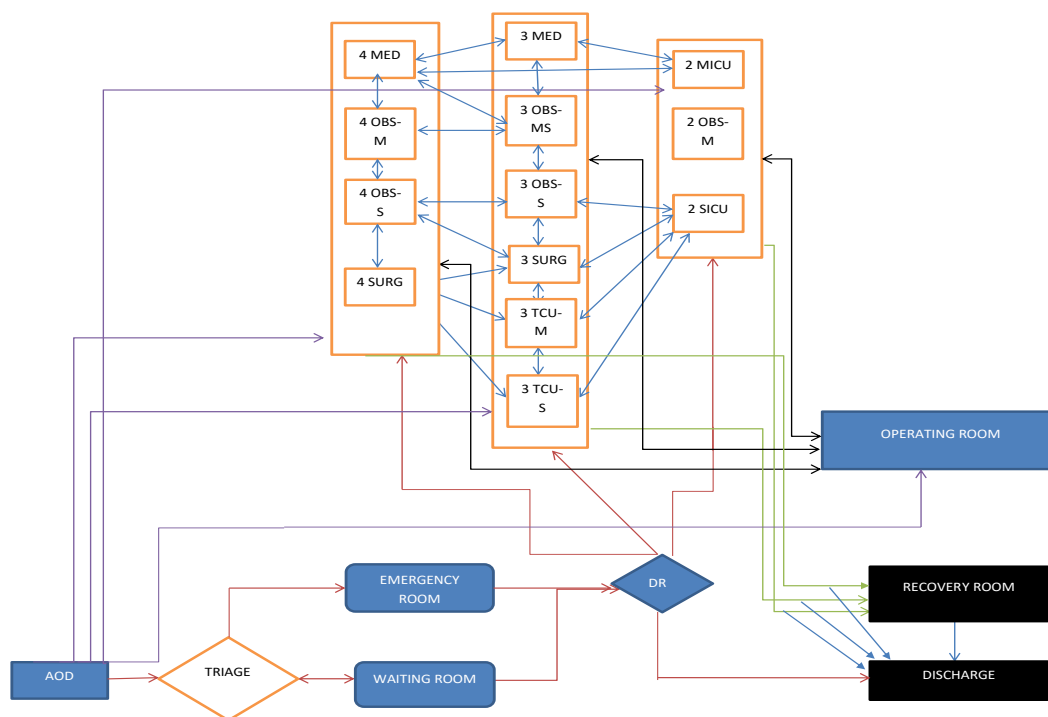 4 MED
4 OBS-
M
4 OBS-
S
4 SURG
3 MED
3 OBS-
MS
3 OBS-
S
3 SURG
3 TCU-
M
3 TCU-
S
2 MICU
2 OBS-
M
2 SICU
OPERATING ROOM
EMERGENCY
ROOM
DR
RECOVERY ROOM
AOD
TRIAGE
WAITING ROOM
DISCHARGE